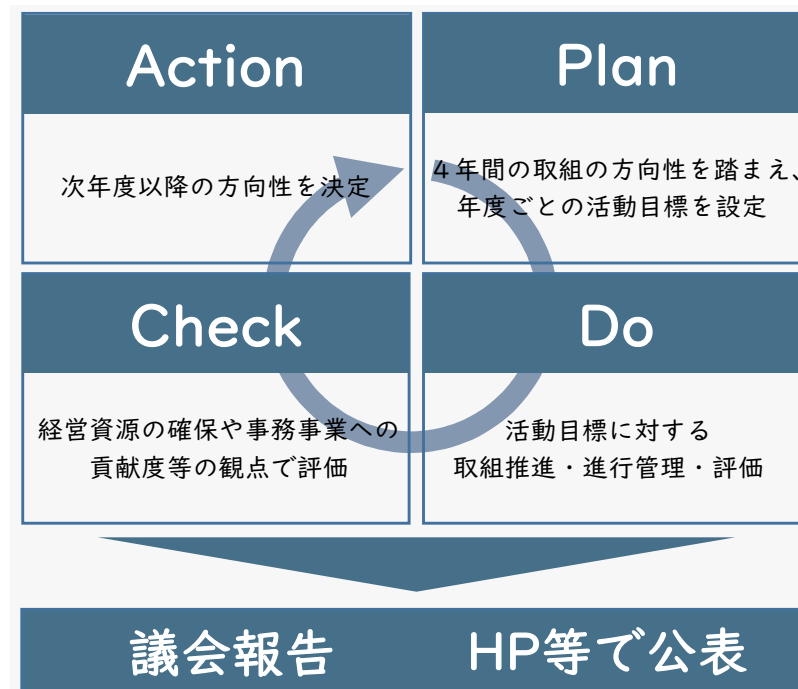 Action
次年度以降の方向性を決定
Plan
４年間の取組の方向性を踏まえ、
年度ごとの活動目標を設定
Check
経営資源の確保や事務事業への
貢献度等の観点で評価
Do
活動目標に対する
取組推進・進行管理・評価
議会報告
HP等で公表